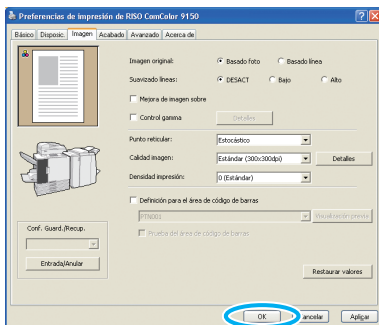 Preferencias de impresión de RISO ComColor 9150
Básico Disposic. Imagen Acabado Avanzado Acerca de
Imagen original: Basado foto Basado línea
Suavizado líneas: DESACT Bajo Alto
Mejora de imagen sobre
Control gamma Detalles
Punto reticular: Estocástico
Calidad imagen: Estándar (300x300dpi) Detalles
Densidad impresión: 0 (Estándar)
Definición para el área de código de barras
PTN001 Visualización previa
Prueba del área de código de barras
Conf. Guard./Recup.
Entrada/Anular
Restaurar valores
OK ancelar Aplicar